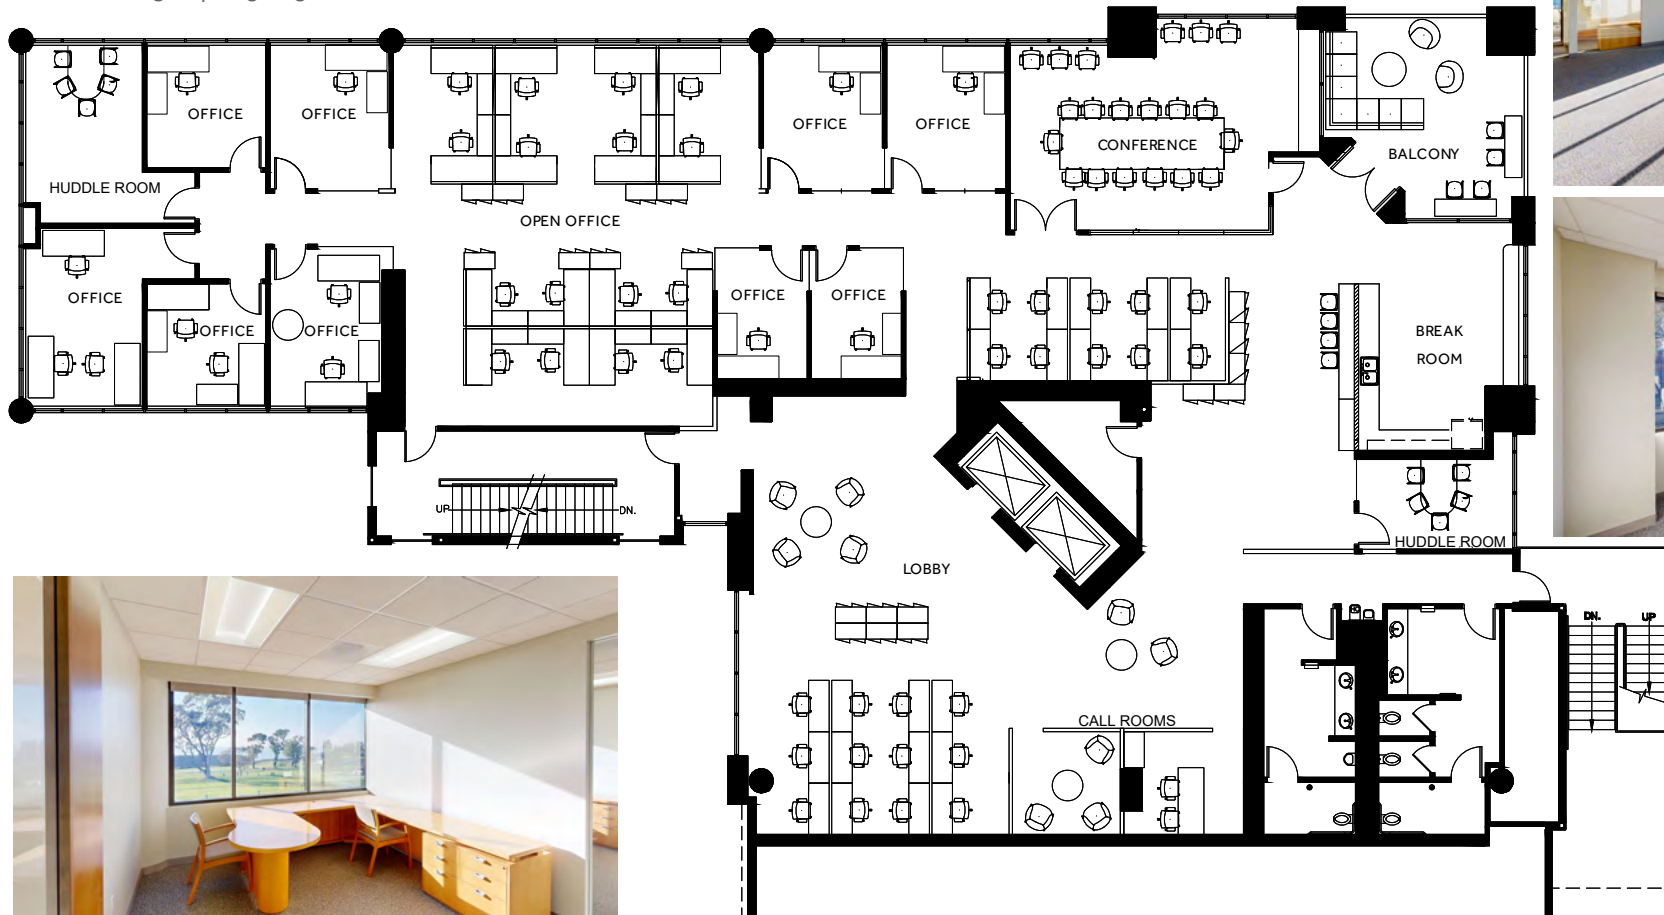 OFFICE
OFFICE
OFFICE
OFFICE
CONFERENCE
BALCONY
HUDDLE ROOM
OPEN OFFICE
OFFICE
OFFICE
OFFICE
OFFICE
OFFICE
BREAK
ROOM
UP
DN.
HUDDLE ROOM
LOBBY
DN.
UP
CALL ROOMS